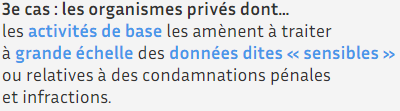 3e cas : les organismes privés dont...
les activités de base les amènent à traiter
à grande échelle des données dites « sensibles »
ou relatives à des condamnations pénales
et infractions.